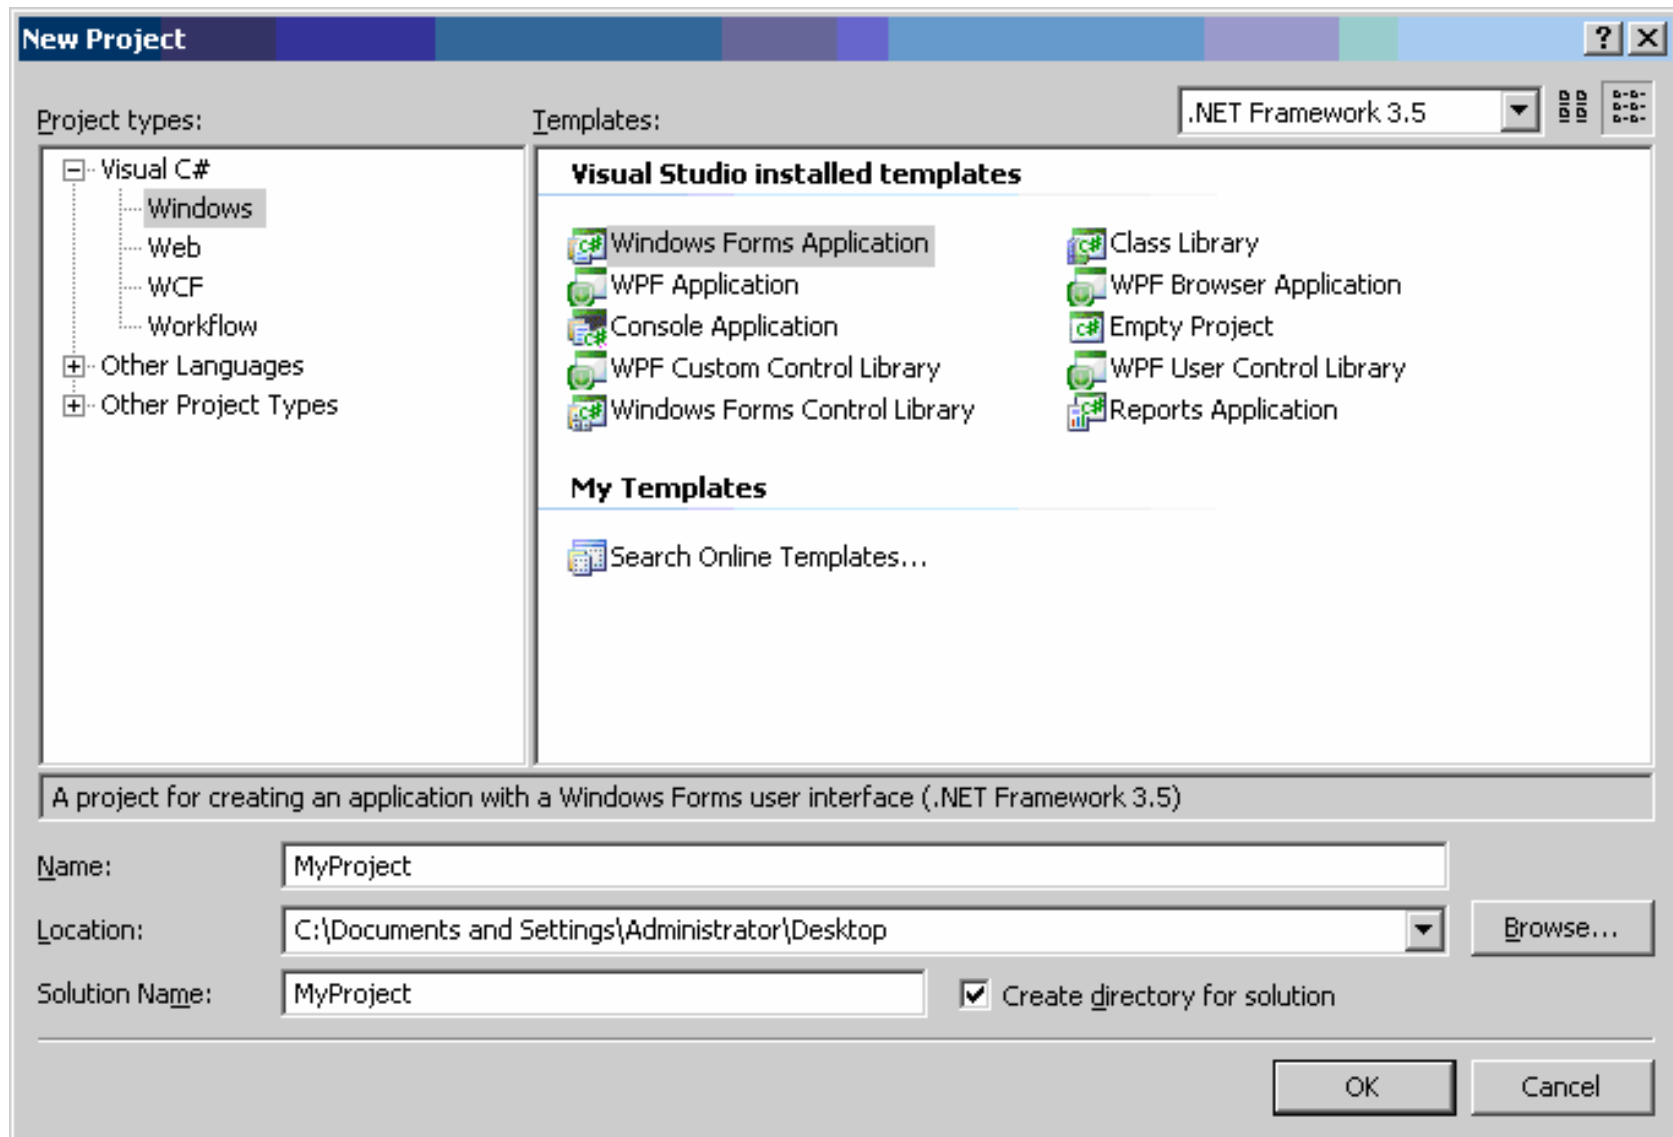 New Project
Project types:
Templates:
.NET Framework 3.5
Visual C#
Windows
Web
WCF
Workflow
Other Languages
Other Project Types
Visual Studio installed templates
Windows Forms Application
Class Library
WPF Application
WPF Browser Application
Console Application
Empty Project
WPF Custom Control Library
WPF User Control Library
Windows Forms Control Library
Reports Application
My Templates
Search Online Templates...
A project for creating an application with a Windows Forms user interface (.NET Framework 3.5)
Name:
MyProject
Location:
C:\Documents and Settings\Administrator\Desktop
Browse...
Solution Name:
MyProject
Create directory for solution
OK
Cancel